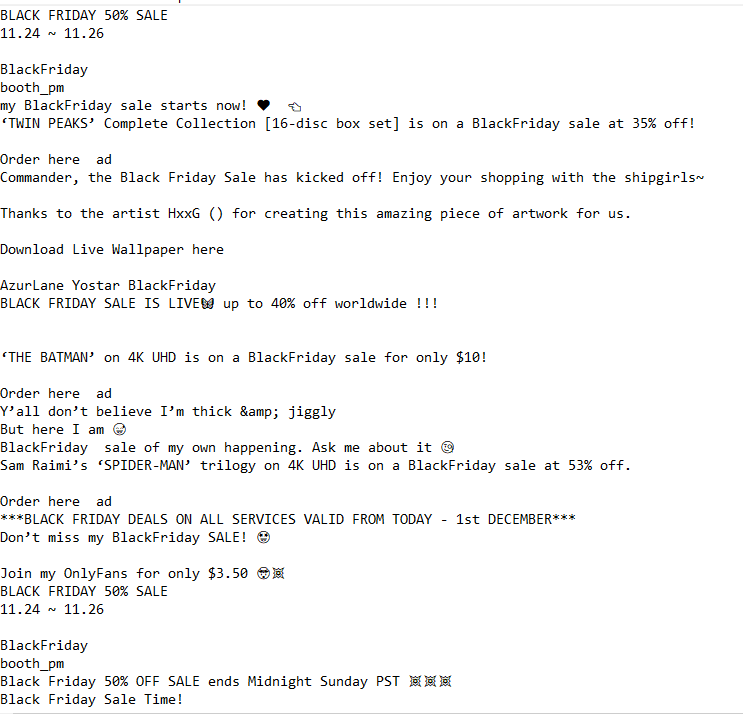 BLACK FRIDAY 50% SALE
11.24 ~ 11.26
BlackFriday
booth_pm
my BlackFriday sale starts now! 🖤 👈
‘TWIN PEAKS’ Complete Collection [16-disc box set] is on a BlackFriday sale at 35% off!
Order here  ad
Commander, the Black Friday Sale has kicked off! Enjoy your shopping with the shipgirls~
Thanks to the artist HxxG () for creating this amazing piece of artwork for us.
Download Live Wallpaper here
AzurLane Yostar BlackFriday
BLACK FRIDAY SALE IS LIVE🦋 up to 40% off worldwide !!!
‘THE BATMAN’ on 4K UHD is on a BlackFriday sale for only $10!
Order here  ad
Y’all don’t believe I’m thick &amp; jiggly
But here I am
BlackFriday  sale of my own happening. Ask me about it
Sam Raimi’s ‘SPIDER-MAN’ trilogy on 4K UHD is on a BlackFriday sale at 53% off.
Order here  ad
***BLACK FRIDAY DEALS ON ALL SERVICES VALID FROM TODAY - 1st DECEMBER***
Don’t miss my BlackFriday SALE!
Join my OnlyFans for only $3.50
BLACK FRIDAY 50% SALE
11.24 ~ 11.26
BlackFriday
booth_pm
Black Friday 50% OFF SALE ends Midnight Sunday PST
Black Friday Sale Time!